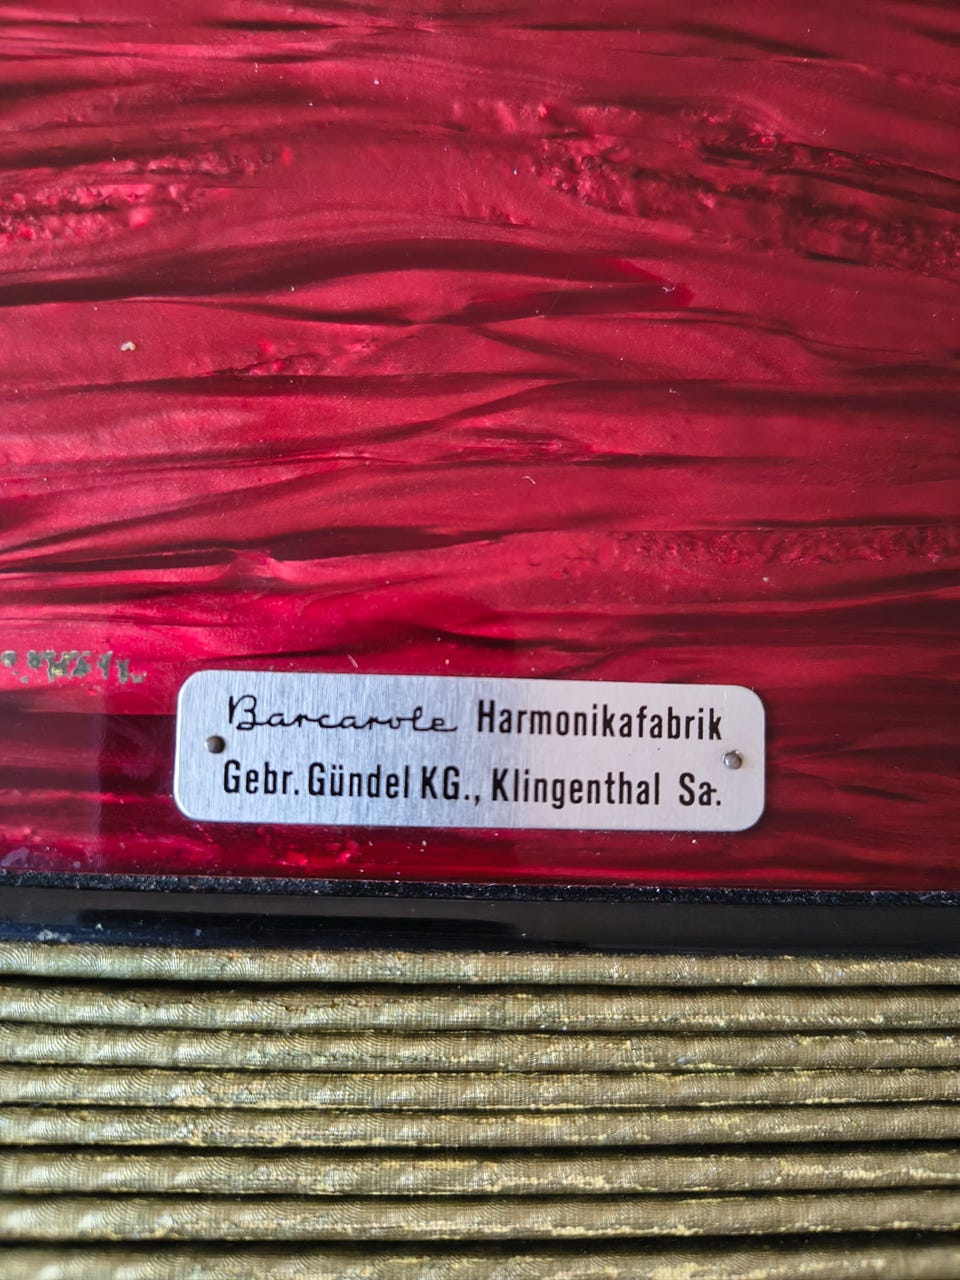 Barcarole Harmonikafabrik
Gebr. Gündel KG., Klingenthal Sa.